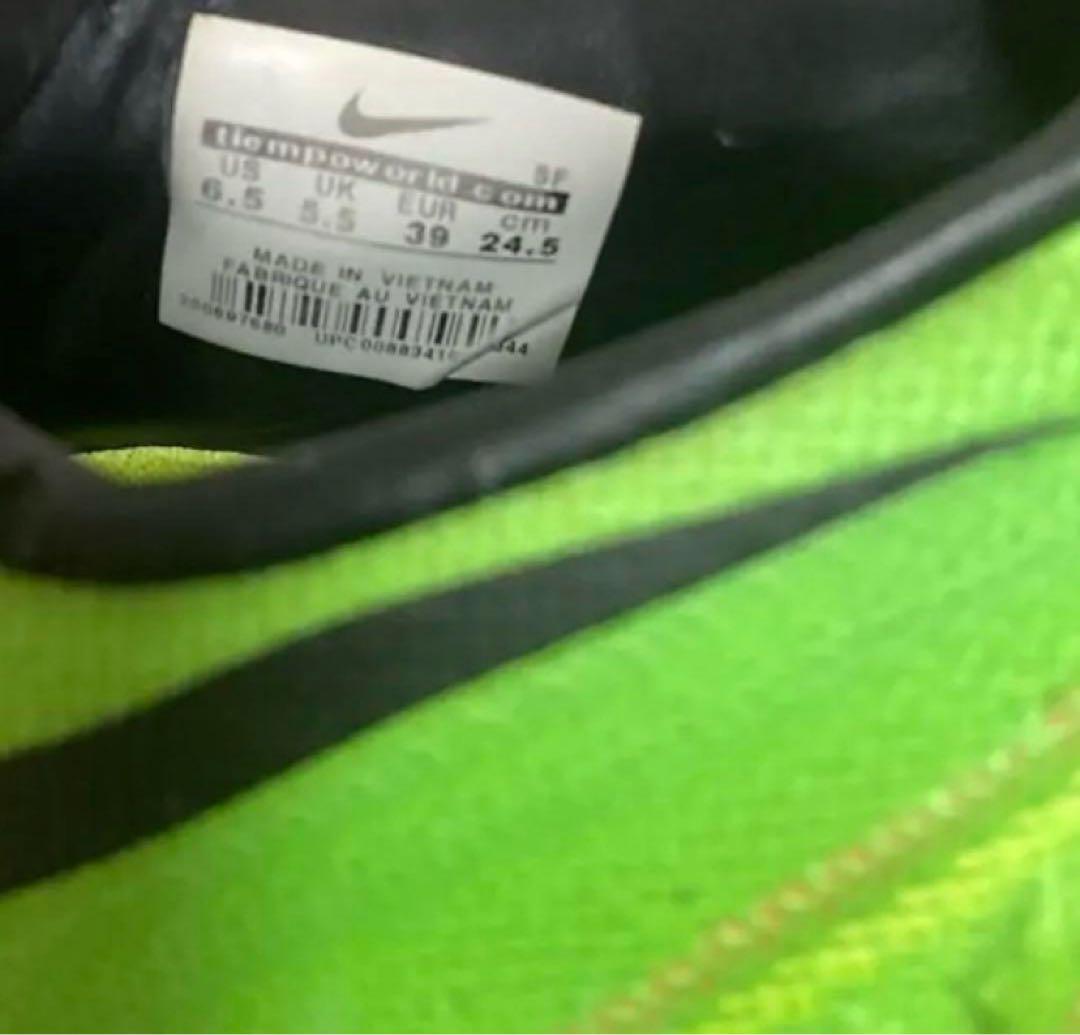 tiempoworld.com SF
US UK EUR cm
6.5 5.5 39 24.5
MADE IN VIETNAM
FABRIQUE AU VIETNAM